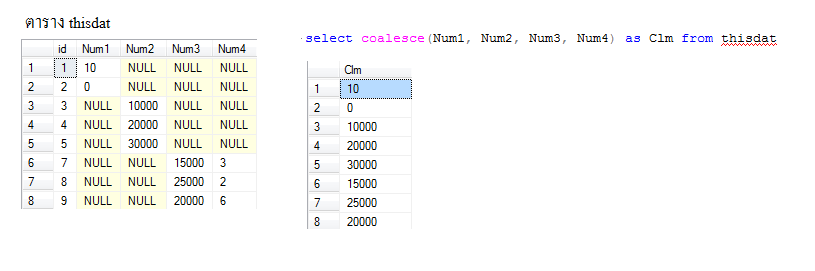 ตาราง thisdat
id Num1 Num2 Num3 Num4
1 1 10 NULL NULL NULL
2 2 0 NULL NULL NULL
3 3 NULL 10000 NULL NULL
4 4 NULL 20000 NULL NULL
5 5 NULL 30000 NULL NULL
6 7 NULL NULL 15000 3
7 8 NULL NULL 25000 2
8 9 NULL NULL 20000 6
select coalesce(Num1, Num2, Num3, Num4) as Clm from thisdat
Clm
1 10
2 0
3 10000
4 20000
5 30000
6 15000
7 25000
8 20000